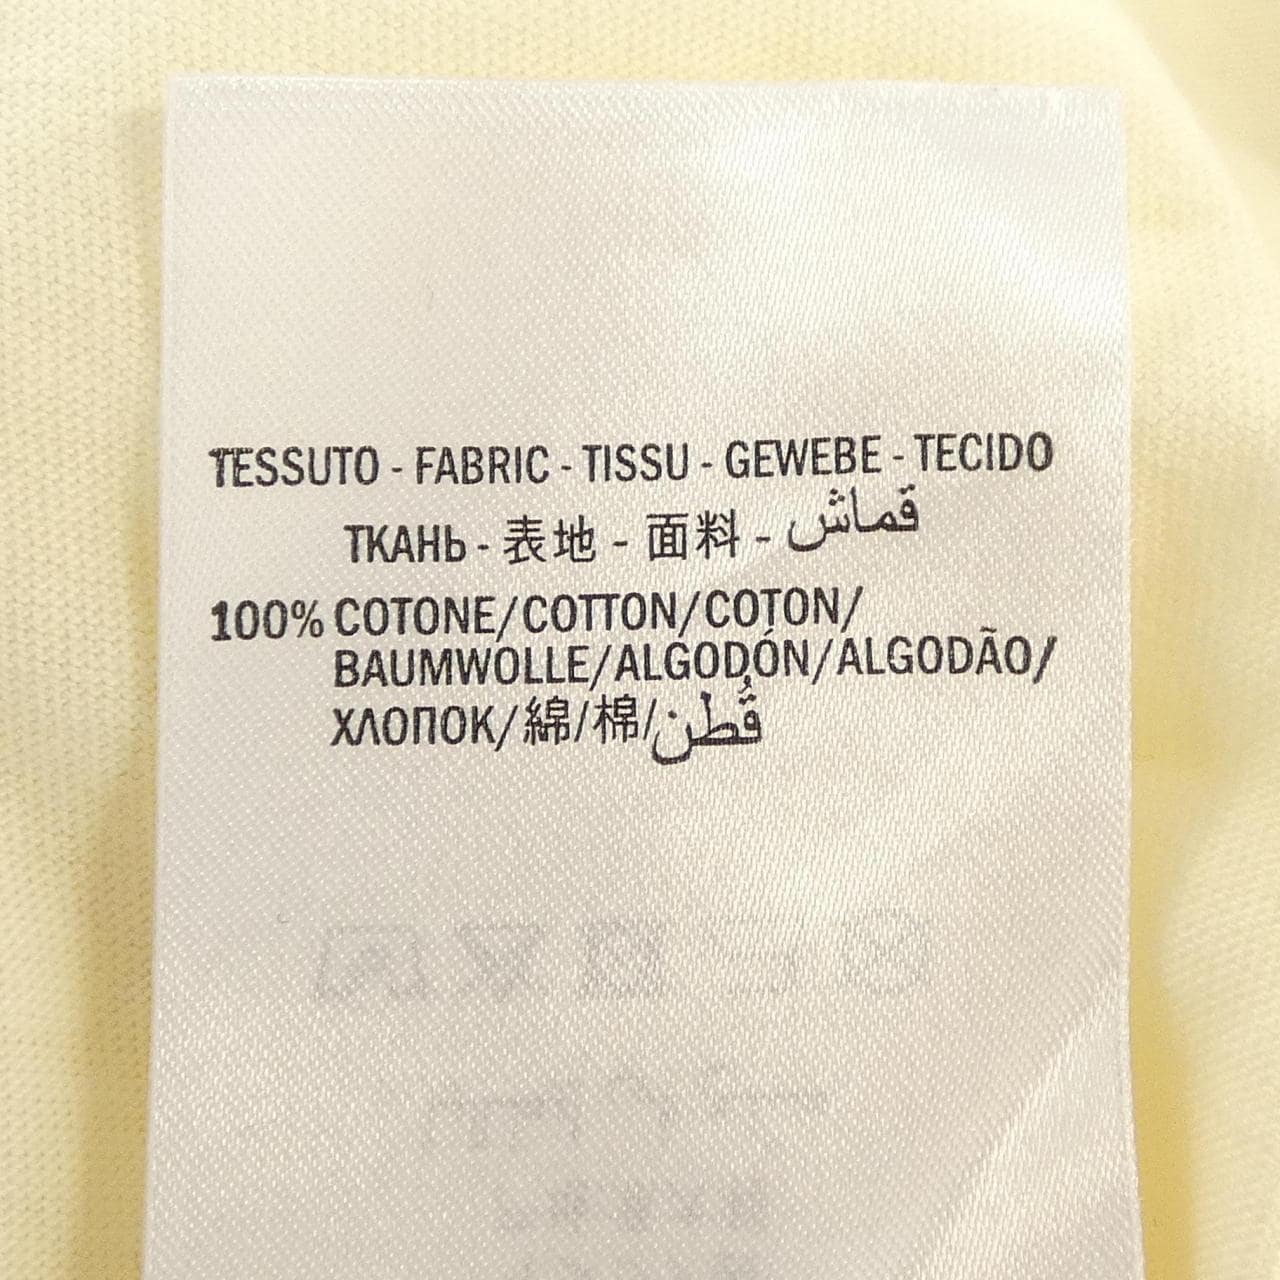 TESSUTO - FABRIC - TISSU - GEWEBE - TECIDO
ТКАНЬ - 表地 - 面料 - قماش
100% COTONE/COTTON/COTON/
BAUMWOLLE/ALGODÓN/ALGODÃO/
ХЛОПОК/綿/棉/قُطن